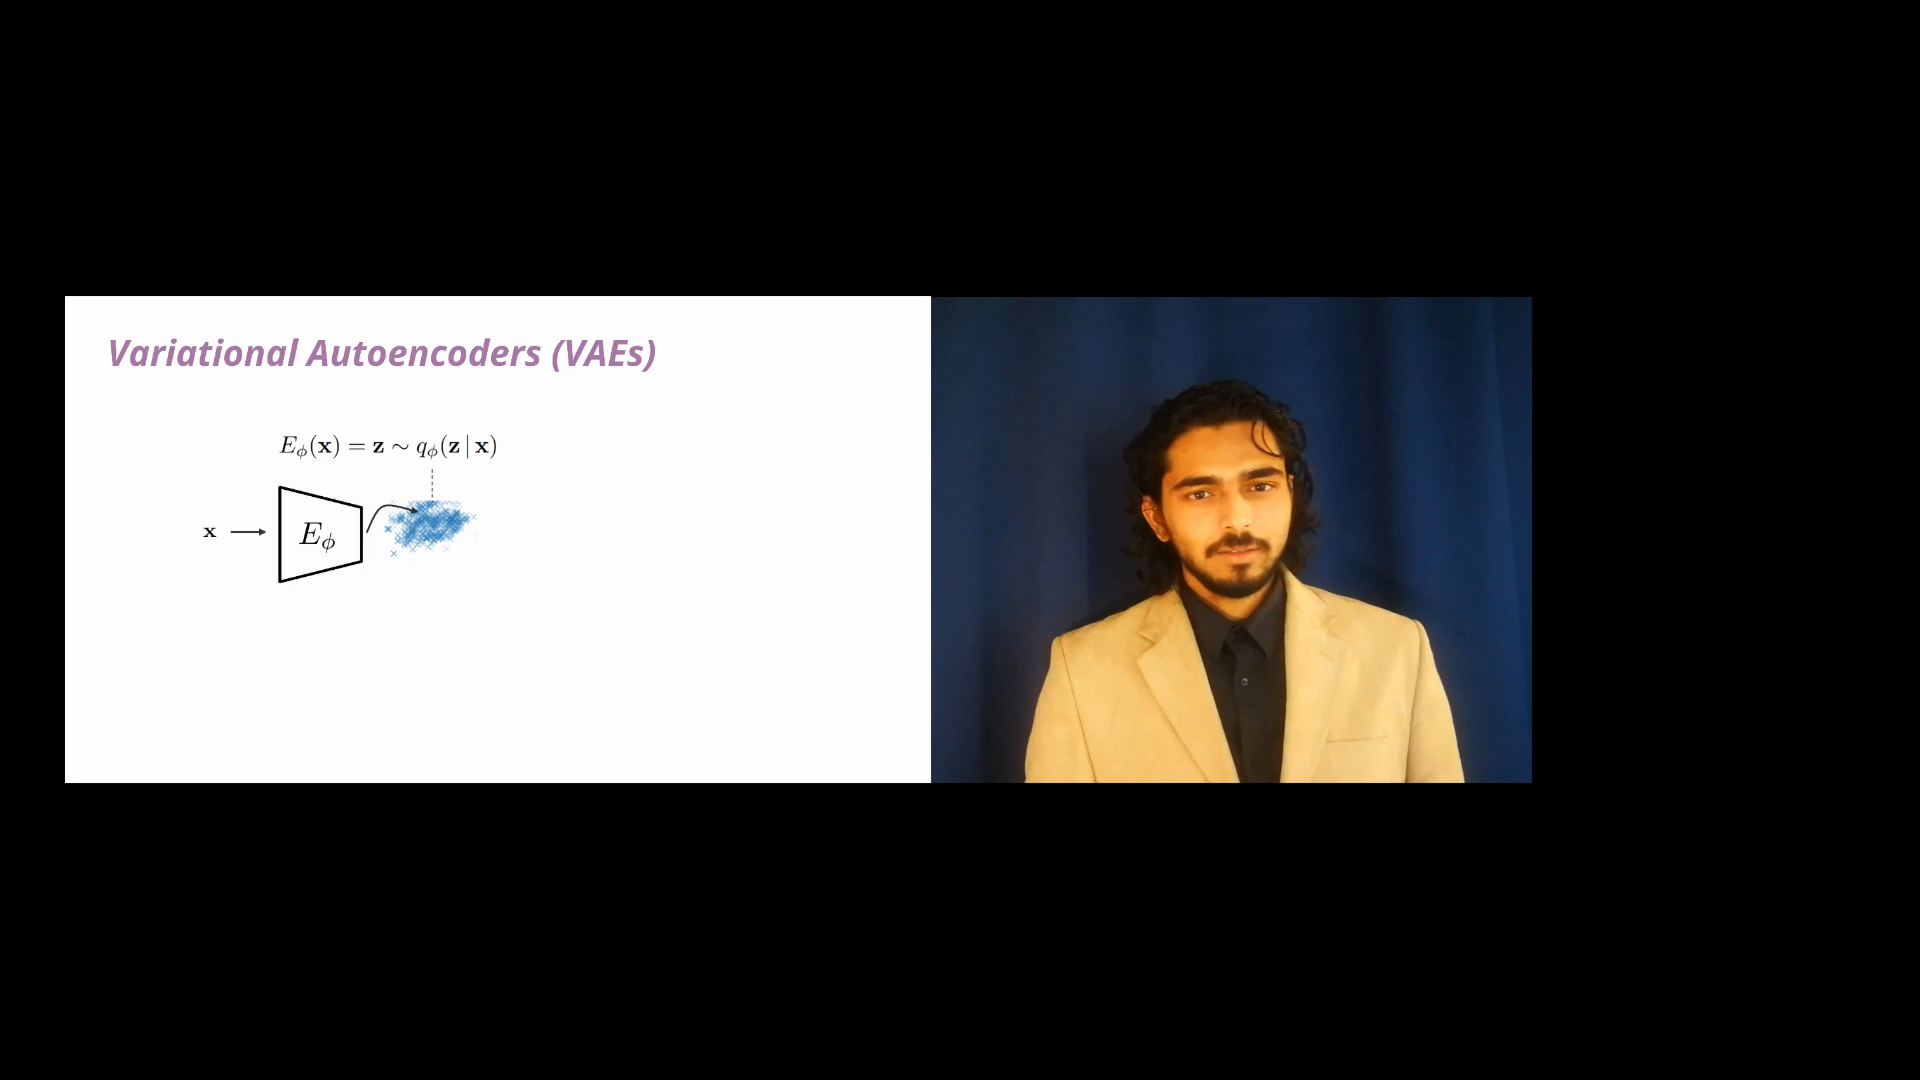 Variational Autoencoders (VAEs)
E_ϕ(x) = z ∼ q_ϕ(z | x)
x
E_ϕ